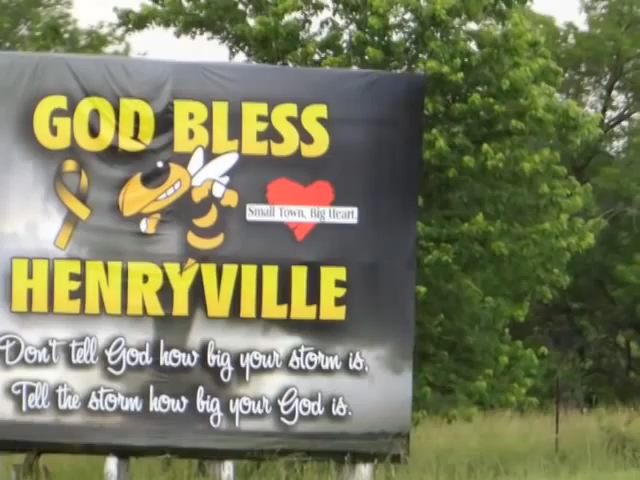 GOD BLESS
Small Town, Big Heart.
HENRYVILLE
Don't tell God how big your storm is.
Tell the storm how big your God is.